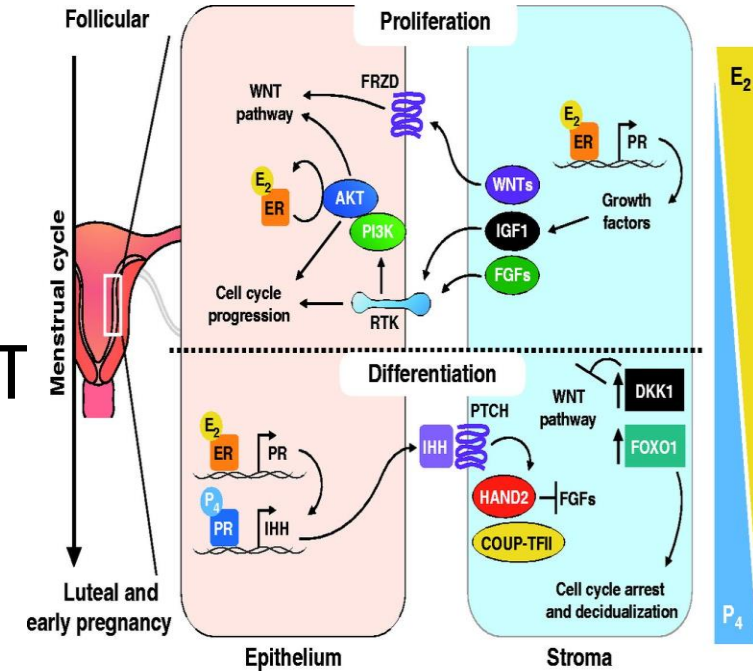 Follicular
Proliferation
E2
FRZD
WNT
pathway
E2
ER
PR
E2
ER
AKT
PI3K
WNTs
IGF1
FGFs
Growth
factors
Cell cycle
progression
RTK
Menstrual cycle
T
Differentiation
WNT
pathway
DKK1
FOXO1
PTCH
IHH
E2
ER
PR
HAND2
FGFs
P4
PR
IHH
COUP-TFII
Cell cycle arrest
and decidualization
Luteal and
early pregnancy
P4
Epithelium
Stroma